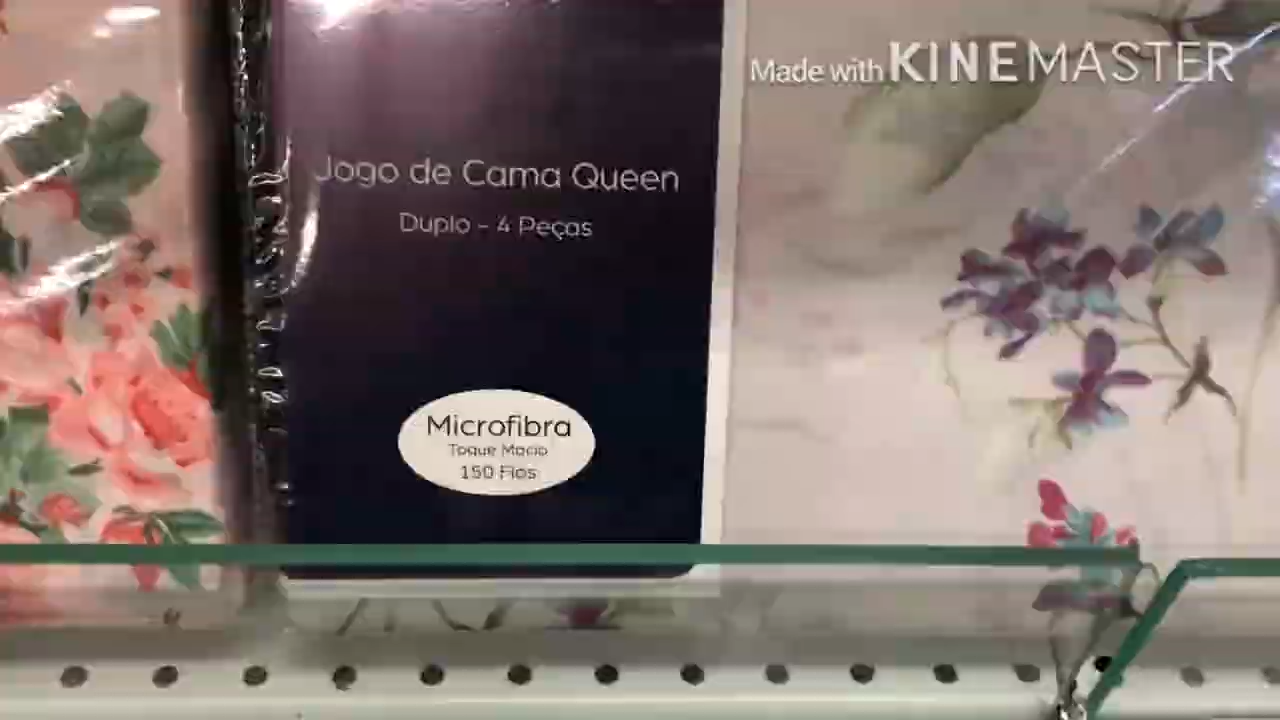 Made with KINEMASTER
Jogo de Cama Queen
Duplo - 4 Peças
Microfibra
Toque Macio
150 Fios